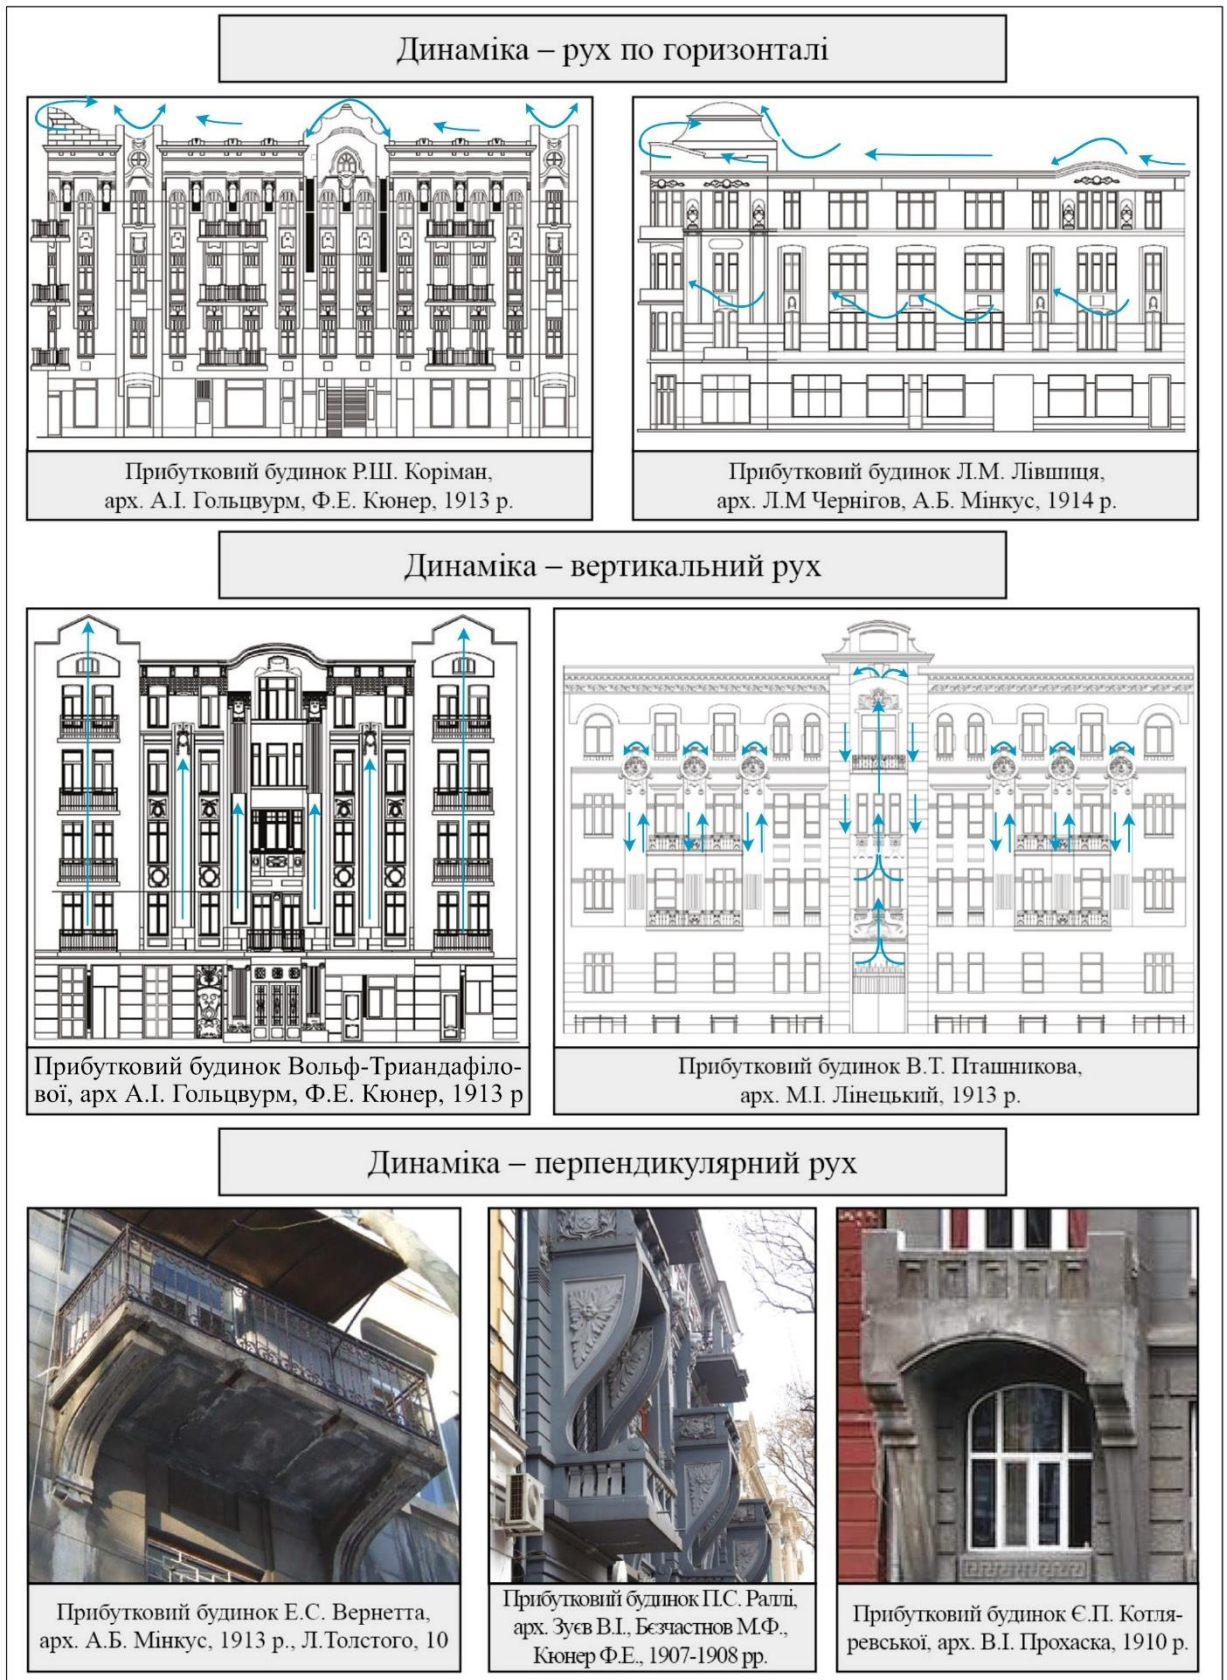 Динаміка – рух по горизонталі
Прибутковий будинок Р.Ш. Коріман,
арх. А.І. Гольцвурм, Ф.Е. Кюнер, 1913 р.
Прибутковий будинок Л.М. Лівшиця,
арх. Л.М Чернігов, А.Б. Мінкус, 1914 р.
Динаміка – вертикальний рух
Прибутковий будинок Вольф-Триандафіло-
вої, арх А.І. Гольцвурм, Ф.Е. Кюнер, 1913 р
Прибутковий будинок В.Т. Пташникова,
арх. М.І. Лінецький, 1913 р.
Динаміка – перпендикулярний рух
Прибутковий будинок Е.С. Вернетта,
арх. А.Б. Мінкус, 1913 р., Л.Толстого, 10
Прибутковий будинок П.С. Раллі,
арх. Зуєв В.І., Бєзчастнов М.Ф.,
Кюнер Ф.Е., 1907-1908 рр.
Прибутковий будинок Є.П. Котля-
ревської, арх. В.І. Прохаска, 1910 р.